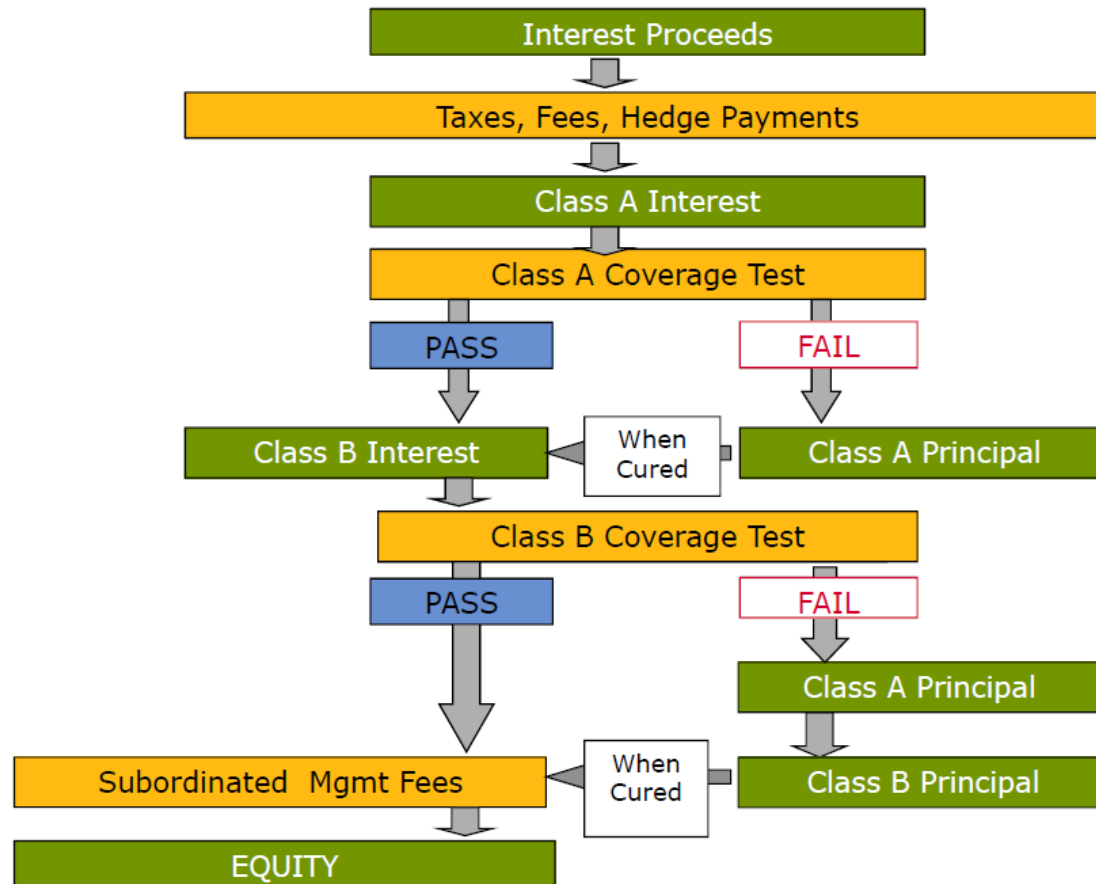 Interest Proceeds
Taxes, Fees, Hedge Payments
Class A Interest
Class A Coverage Test
PASS
FAIL
Class B Interest
When
Cured
Class A Principal
Class B Coverage Test
PASS
FAIL
Class A Principal
Subordinated Mgmt Fees
When
Cured
Class B Principal
EQUITY